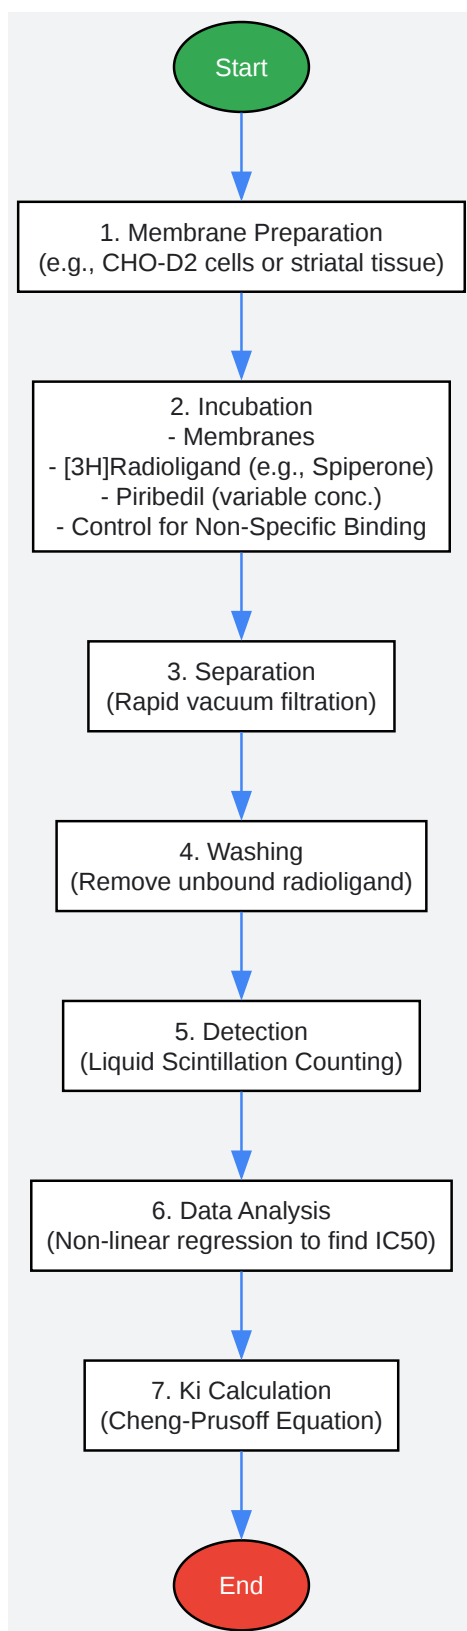 Start
1. Membrane Preparation
(e.g., CHO-D2 cells or striatal tissue)
2. Incubation
- Membranes
- [3H]Radioligand (e.g., Spiperone)
- Piribedil (variable conc.)
- Control for Non-Specific Binding
3. Separation
(Rapid vacuum filtration)
4. Washing
(Remove unbound radioligand)
5. Detection
(Liquid Scintillation Counting)
6. Data Analysis
(Non-linear regression to find IC50)
7. Ki Calculation
(Cheng-Prusoff Equation)
End